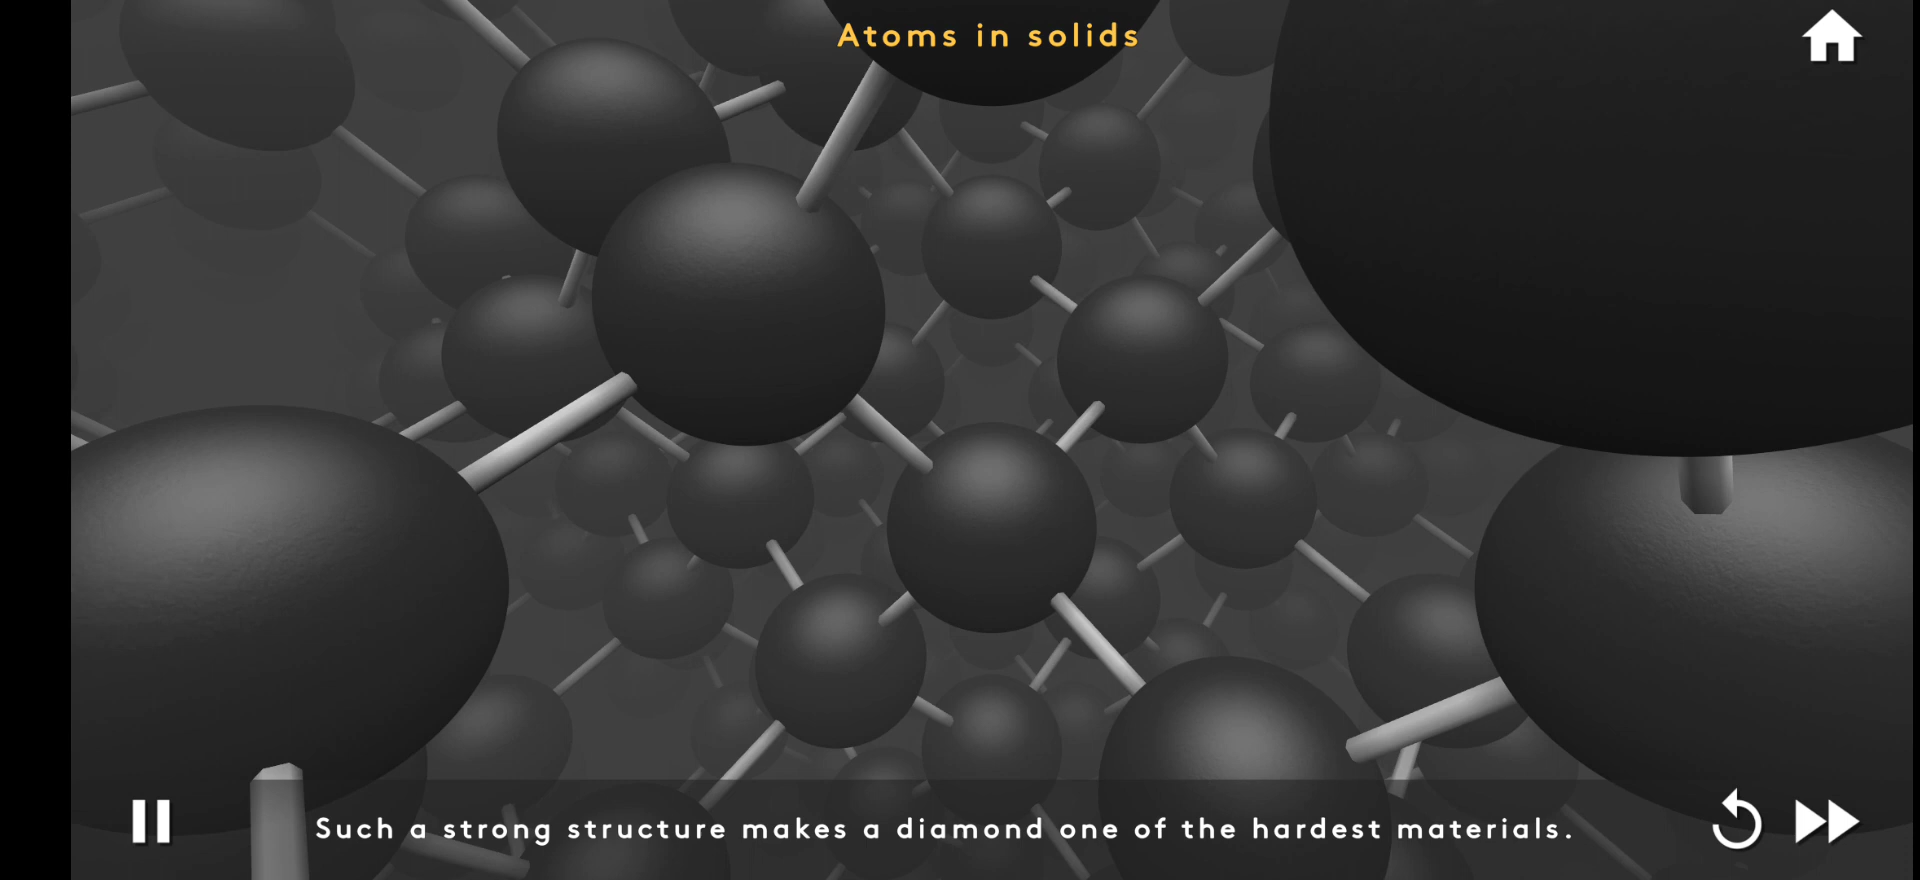 Atoms in solids
Such a strong structure makes a diamond one of the hardest materials.